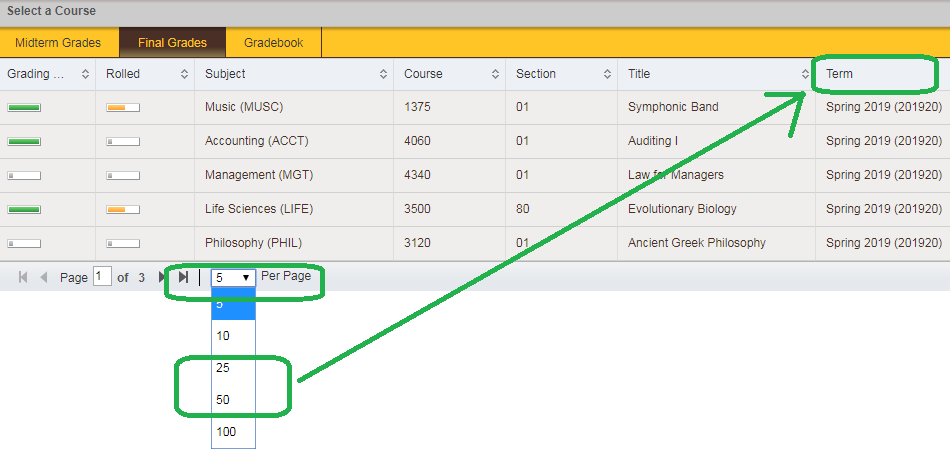 Select a Course
Midterm Grades Final Grades Gradebook
Grading ... Rolled Subject Course Section Title Term
Music (MUSC) 1375 01 Symphonic Band Spring 2019 (201920)
Accounting (ACCT) 4060 01 Auditing I Spring 2019 (201920)
Management (MGT) 4340 01 Law for Managers Spring 2019 (201920)
Life Sciences (LIFE) 3500 80 Evolutionary Biology Spring 2019 (201920)
Philosophy (PHIL) 3120 01 Ancient Greek Philosophy Spring 2019 (201920)
Page 1 of 3 5 Per Page
5
10
25
50
100